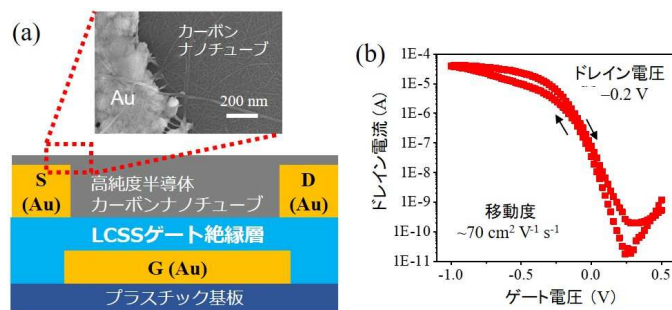 (a)
カーボン
ナノチューブ
Au
200 nm
S
(Au)
高純度半導体
カーボンナノチューブ
D
(Au)
LCSSゲート絶縁層
G (Au)
プラスチック基板
(b)
ドレイン電流 (A)
1E-4
1E-5
1E-6
1E-7
1E-8
1E-9
1E-10
1E-11
ドレイン電圧
−0.2 V
移動度
~70 cm² V⁻¹ s⁻¹
-1.0
-0.5
0.0
0.5
ゲート電圧 (V)